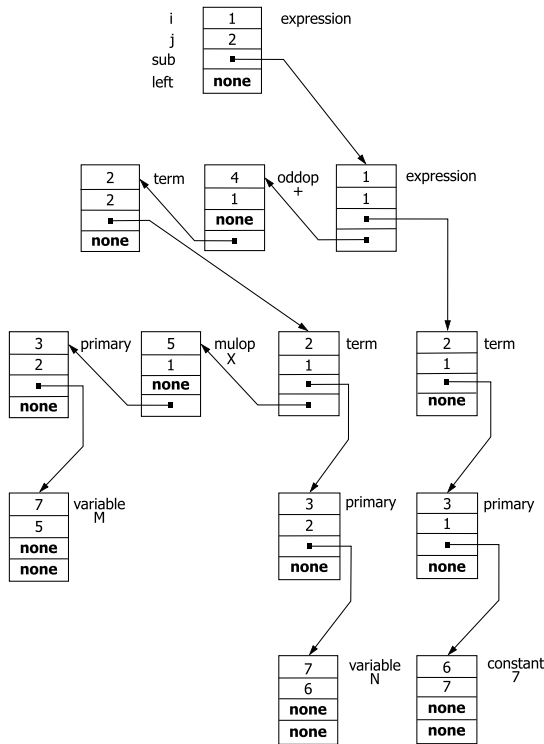 i 1 expression
j 2
sub
left none
2 term 4 oddop 1 expression
2 1 + 1
none
none
3 primary 5 mulop 2 term 2 term
2 1 X 1 1
none
none none
7 variable 3 primary 3 primary
5 M 2 1
none
none none none
7 variable 6 constant
6 N 7 7
none none
none none